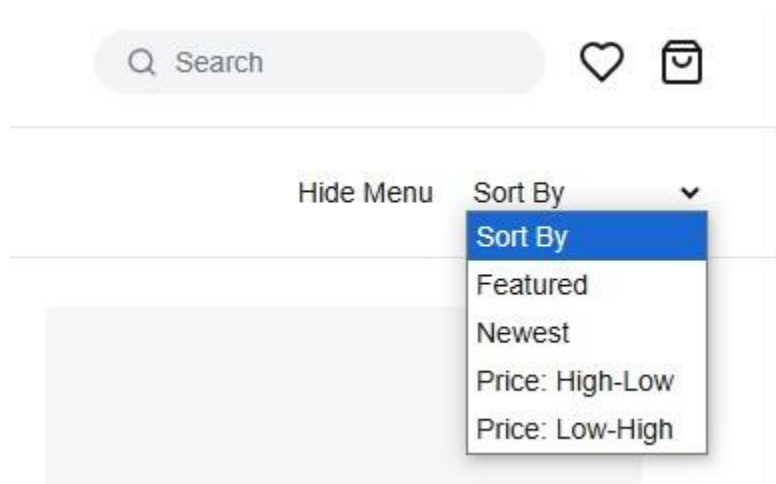 Search
Hide Menu Sort By
Sort By
Featured
Newest
Price: High-Low
Price: Low-High